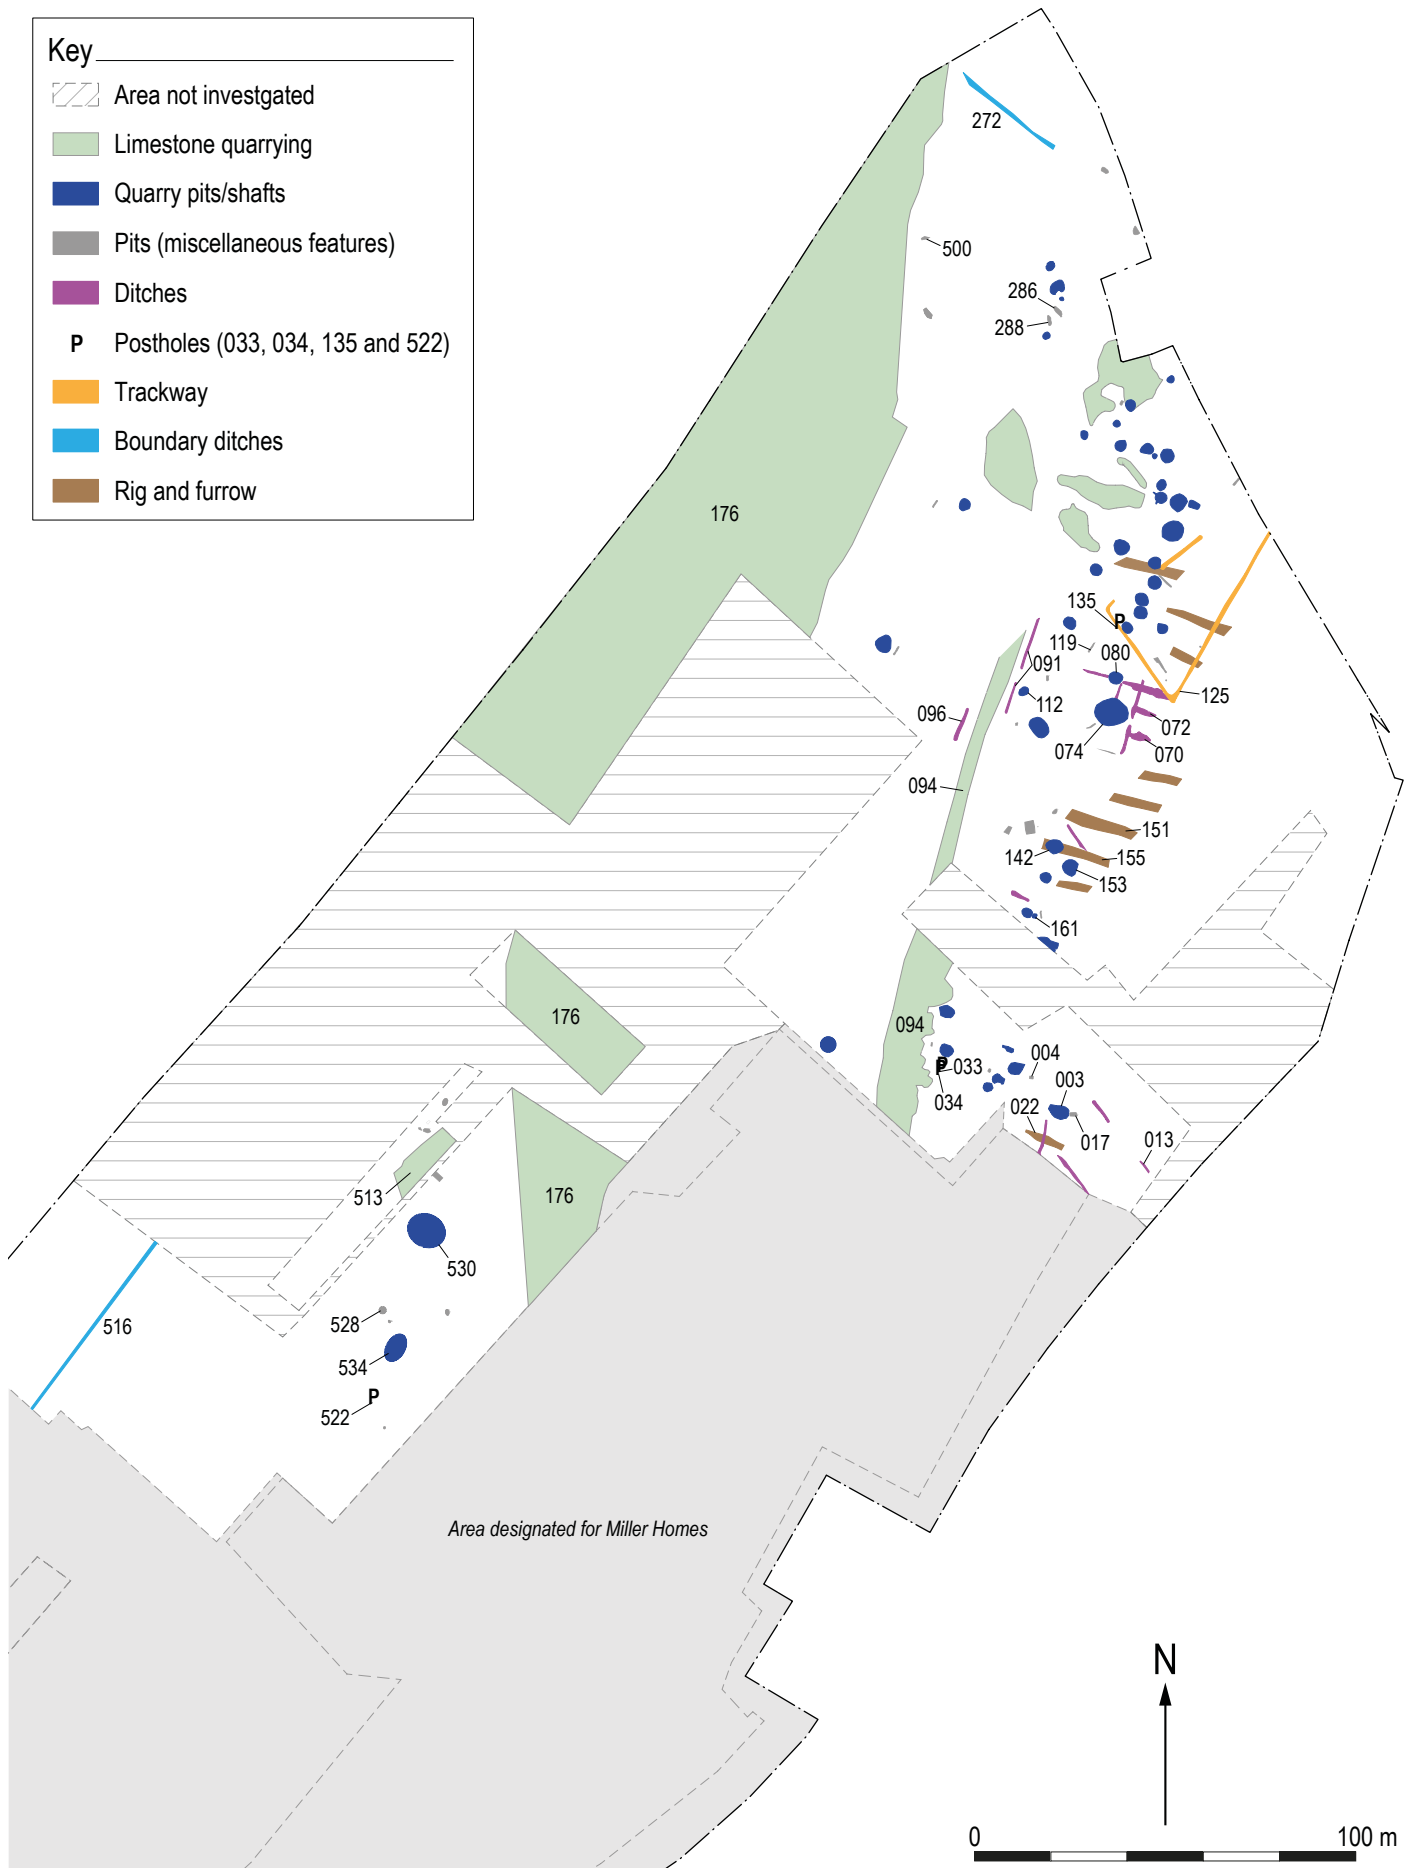 Key
Area not investgated
Limestone quarrying
Quarry pits/shafts
Pits (miscellaneous features)
Ditches
P Postholes (033, 034, 135 and 522)
Trackway
Boundary ditches
Rig and furrow
272
500
286
288
176
135
P
119
080
091
125
112
096
072
074
070
094
151
142
155
153
161
176
094
004
P
P
033
003
034
022
017
013
513
176
530
516
528
534
P
522
Area designated for Miller Homes
N
0
100 m